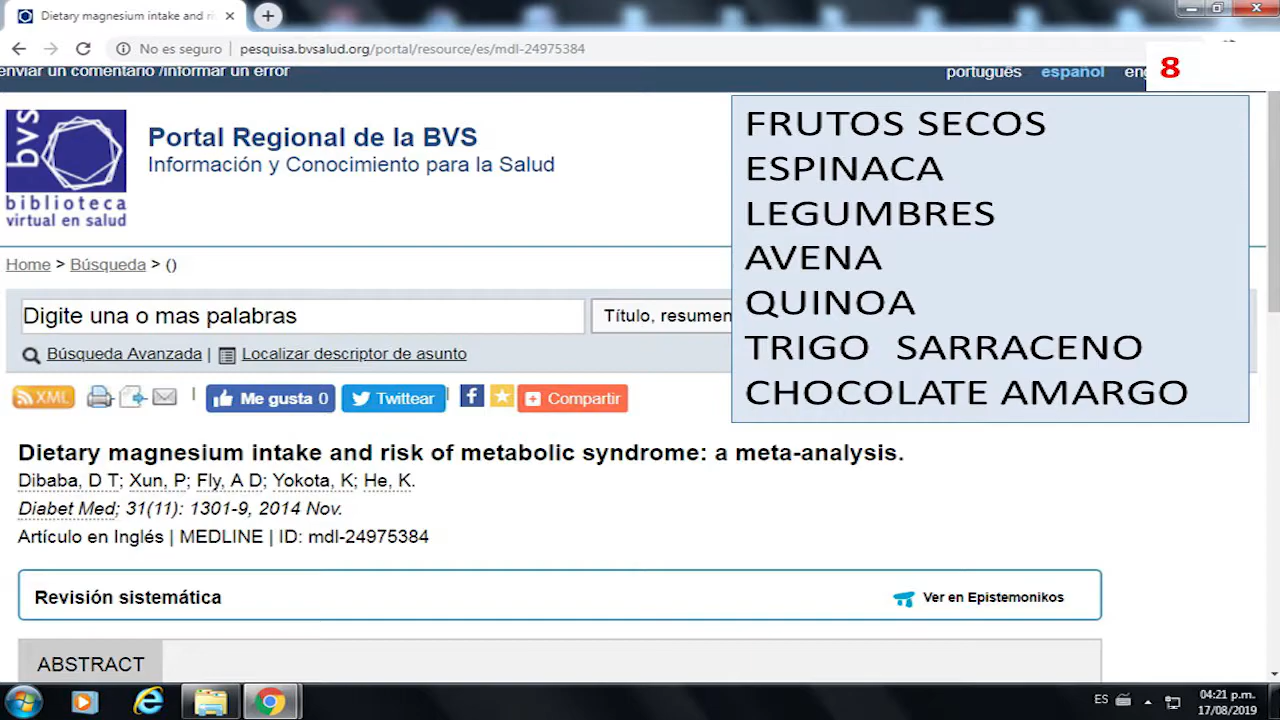 Dietary magnesium intake and ri
No es seguro | pesquisa.bvsalud.org/portal/resource/es/mdl-24975384
enviar un comentario /informar un error
português español eng
8
bvs
biblioteca
virtual en salud
Portal Regional de la BVS
Información y Conocimiento para la Salud
FRUTOS SECOS
ESPINACA
LEGUMBRES
AVENA
QUINOA
TRIGO SARRACENO
CHOCOLATE AMARGO
Home > Búsqueda > ()
Digite una o mas palabras
Título, resumen
Búsqueda Avanzada | Localizar descriptor de asunto
XML | Me gusta 0 Twittear | Compartir
Dietary magnesium intake and risk of metabolic syndrome: a meta-analysis.
Dibaba, D T; Xun, P; Fly, A D; Yokota, K; He, K.
Diabet Med; 31(11): 1301-9, 2014 Nov.
Artículo en Inglés | MEDLINE | ID: mdl-24975384
Revisión sistemática
Ver en Epistemonikos
ABSTRACT
ES
04:21 p.m.
17/08/2019